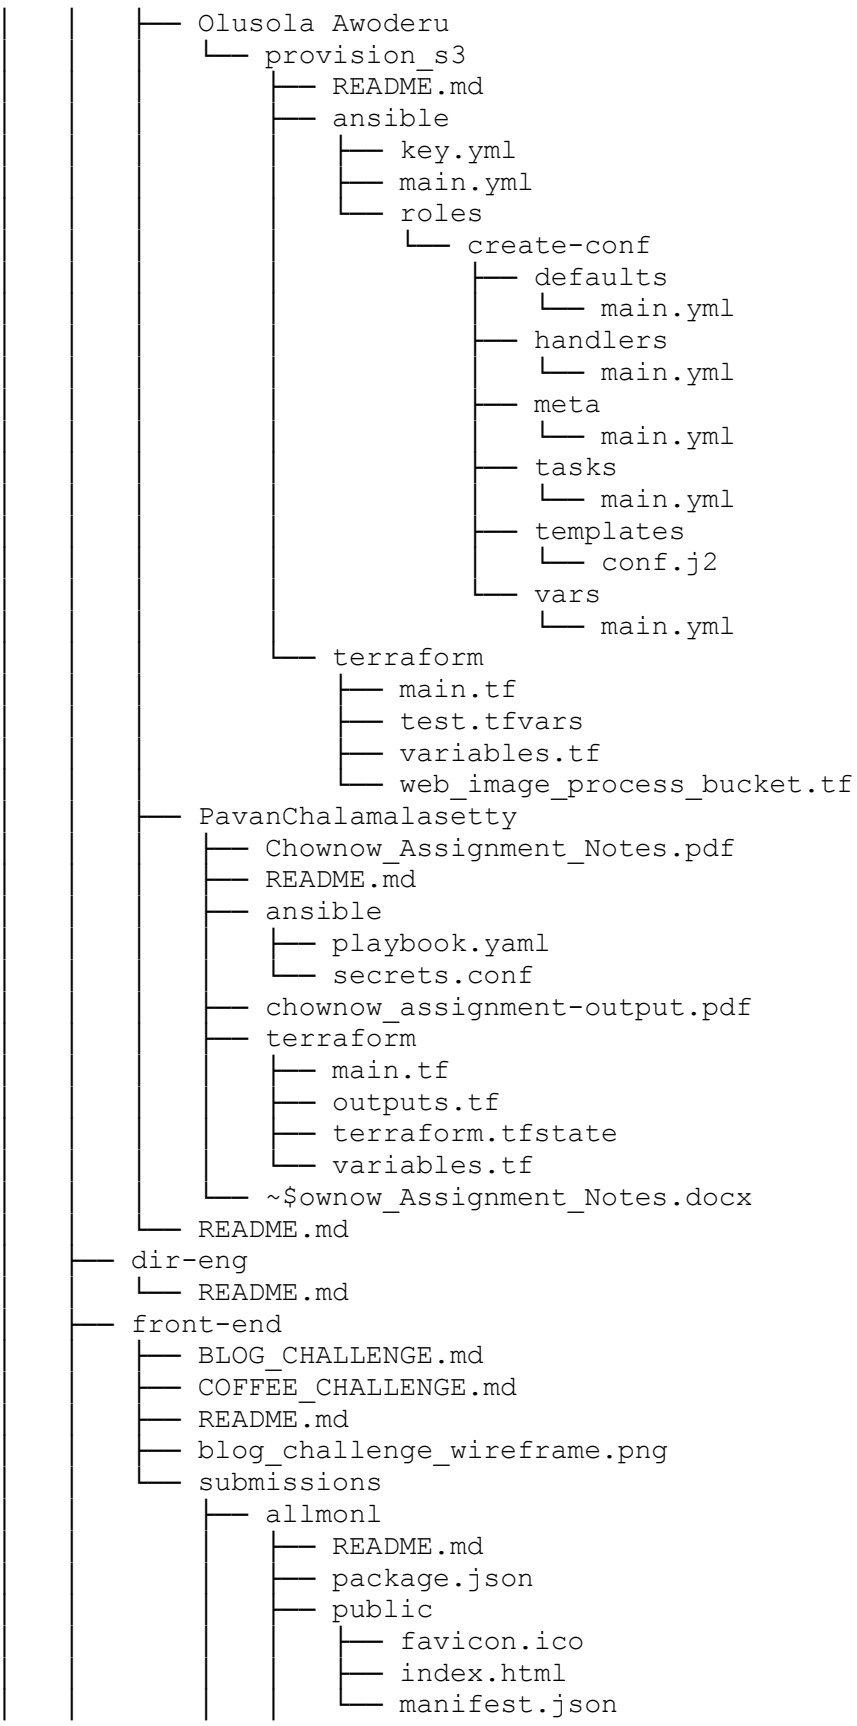 │   │   ├── Olusola Awoderu
│   │   │   └── provision_s3
│   │   │       ├── README.md
│   │   │       ├── ansible
│   │   │       │   ├── key.yml
│   │   │       │   ├── main.yml
│   │   │       │   └── roles
│   │   │       │       └── create-conf
│   │   │       │           ├── defaults
│   │   │       │           │   └── main.yml
│   │   │       │           ├── handlers
│   │   │       │           │   └── main.yml
│   │   │       │           ├── meta
│   │   │       │           │   └── main.yml
│   │   │       │           ├── tasks
│   │   │       │           │   └── main.yml
│   │   │       │           ├── templates
│   │   │       │           │   └── conf.j2
│   │   │       │           └── vars
│   │   │       │               └── main.yml
│   │   │       └── terraform
│   │   │           ├── main.tf
│   │   │           ├── test.tfvars
│   │   │           ├── variables.tf
│   │   │           └── web_image_process_bucket.tf
│   │   ├── PavanChalamalasetty
│   │   │   ├── Chownow_Assignment_Notes.pdf
│   │   │   ├── README.md
│   │   │   ├── ansible
│   │   │   │   ├── playbook.yaml
│   │   │   │   └── secrets.conf
│   │   │   ├── chownow_assignment-output.pdf
│   │   │   ├── terraform
│   │   │   │   ├── main.tf
│   │   │   │   ├── outputs.tf
│   │   │   │   ├── terraform.tfstate
│   │   │   │   └── variables.tf
│   │   │   └── ~$ownow_Assignment_Notes.docx
│   │   └── README.md
│   ├── dir-eng
│   │   └── README.md
│   ├── front-end
│   │   ├── BLOG_CHALLENGE.md
│   │   ├── COFFEE_CHALLENGE.md
│   │   ├── README.md
│   │   ├── blog_challenge_wireframe.png
│   │   └── submissions
│   │       ├── allmonl
│   │       │   ├── README.md
│   │       │   ├── package.json
│   │       │   ├── public
│   │       │   │   ├── favicon.ico
│   │       │   │   ├── index.html
│   │       │   │   └── manifest.json